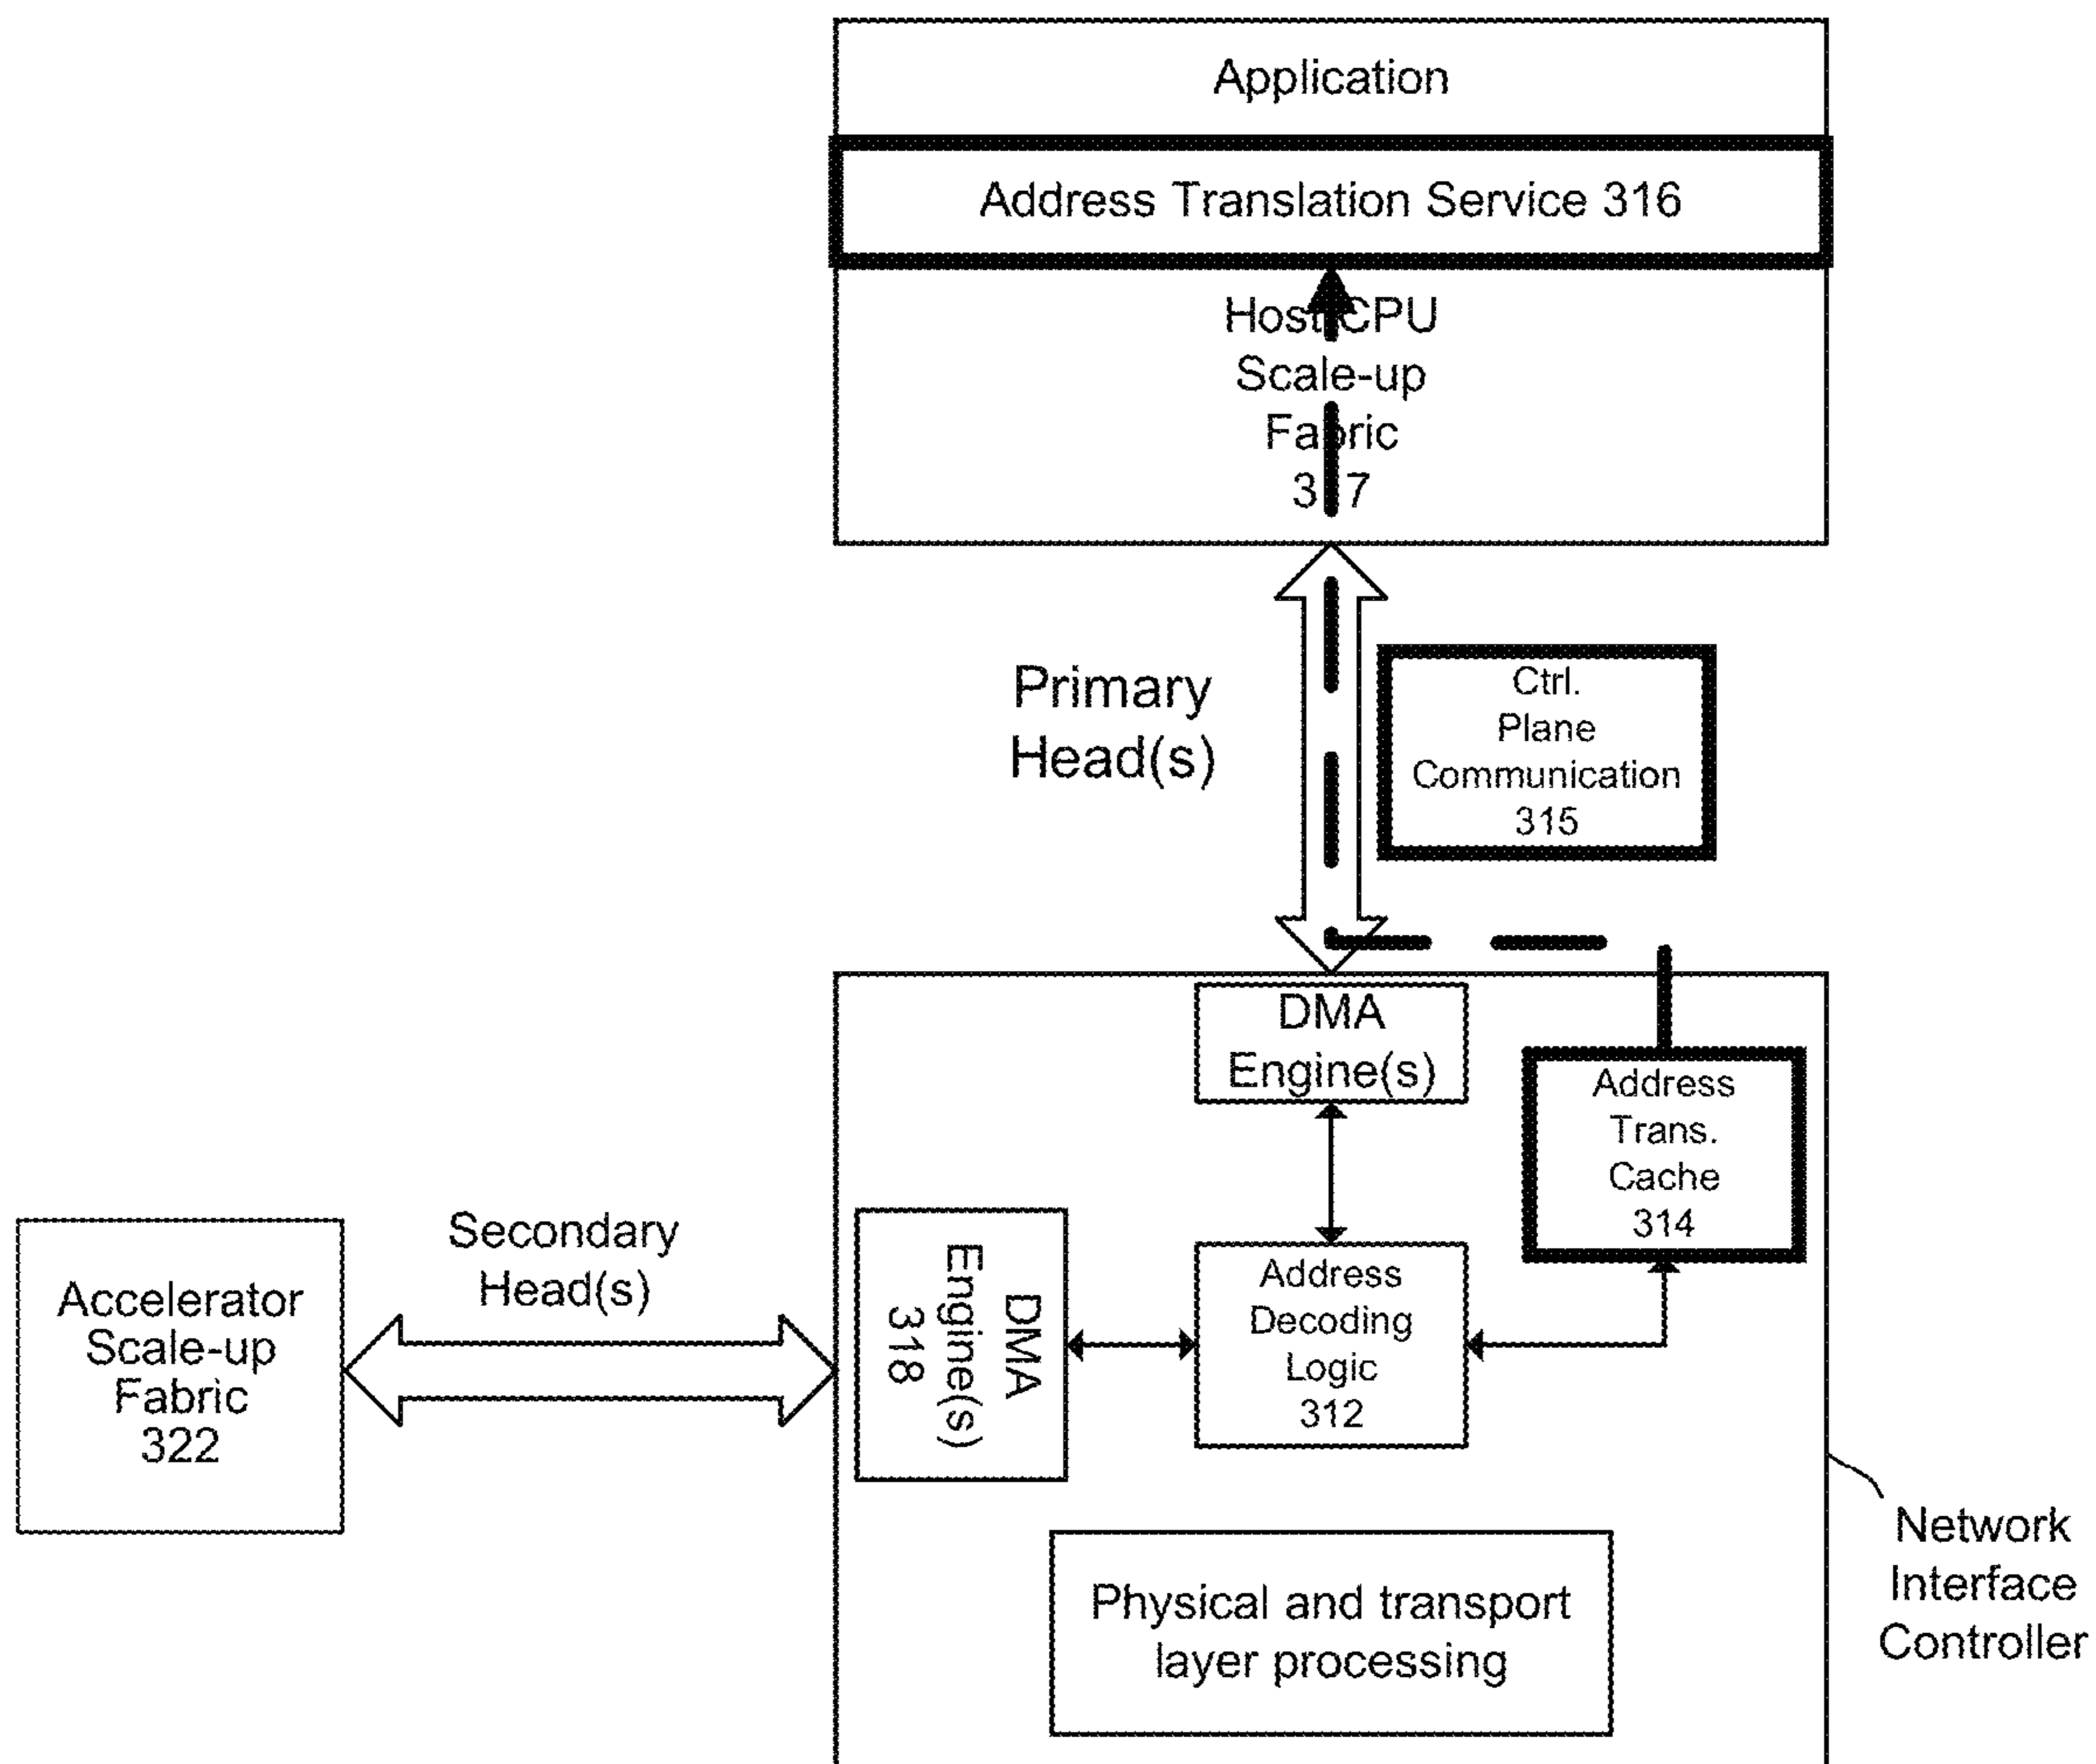 Application
Address Translation Service 316
Host CPU
Scale-up
Fabric
3 7
Primary
Head(s)
Ctrl.
Plane
Communication
315
DMA
Engine(s)
Address
Trans.
Cache
314
Secondary
Head(s)
Accelerator
Scale-up
Fabric
322
DMA
Engine(s)
318
Address
Decoding
Logic
312
Physical and transport
layer processing
Network
Interface
Controller